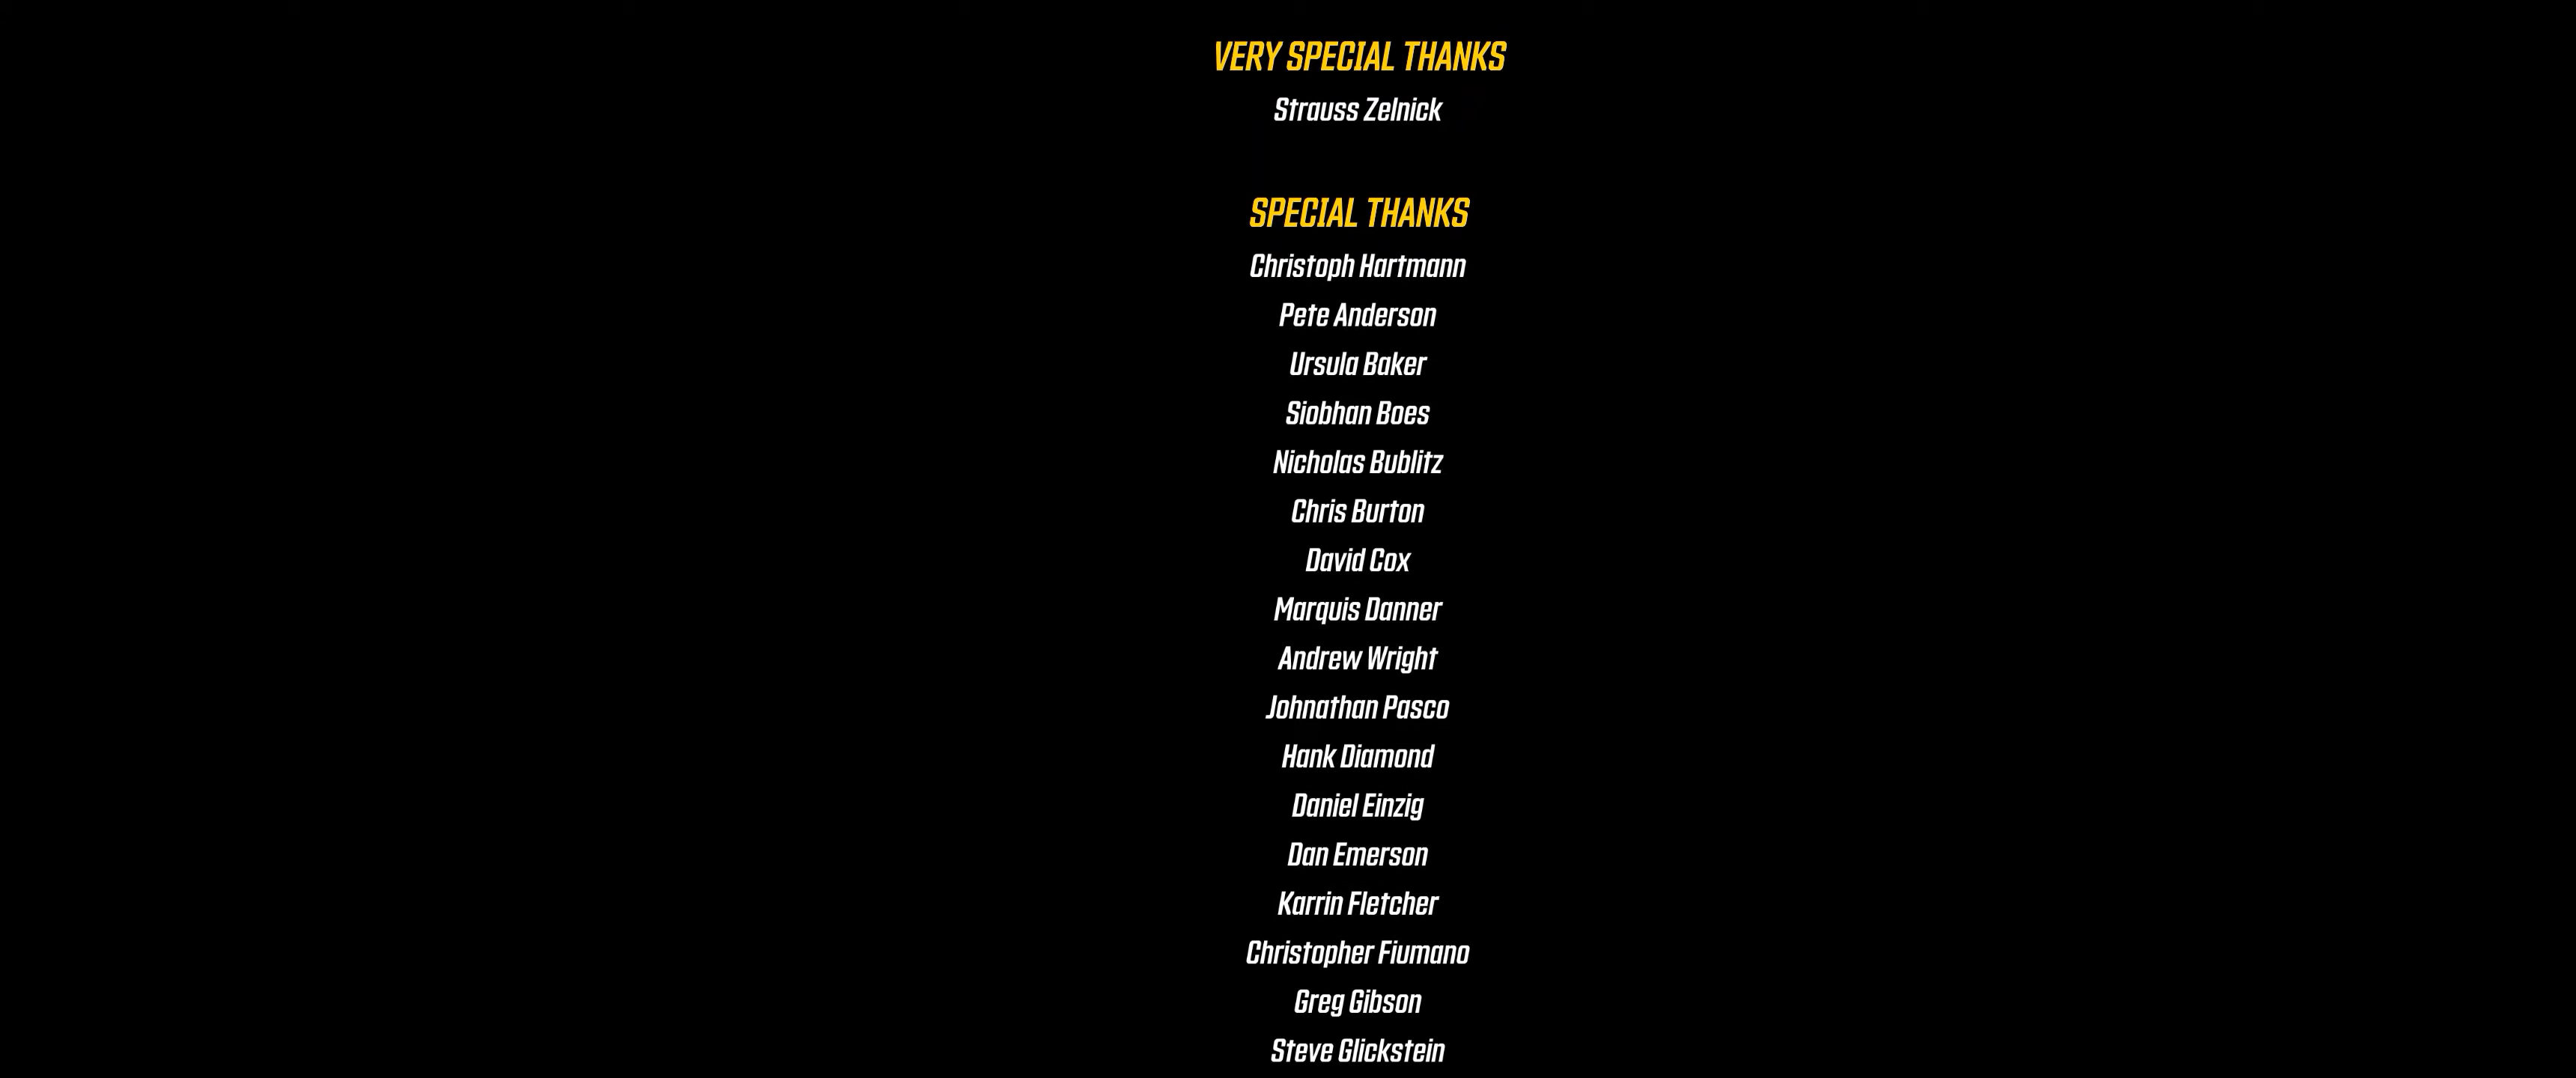 VERY SPECIAL THANKS
Strauss Zelnick
SPECIAL THANKS
Christoph Hartmann
Pete Anderson
Ursula Baker
Siobhan Boes
Nicholas Bublitz
Chris Burton
David Cox
Marquis Danner
Andrew Wright
Johnathan Pasco
Hank Diamond
Daniel Einzig
Dan Emerson
Karrin Fletcher
Christopher Fiumano
Greg Gibson
Steve Glickstein